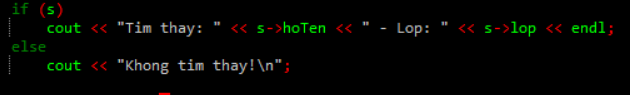 if (s)
cout << "Tim thay: " << s->hoTen << " - Lop: " << s->lop << endl;
else
cout << "Khong tim thay!\n";